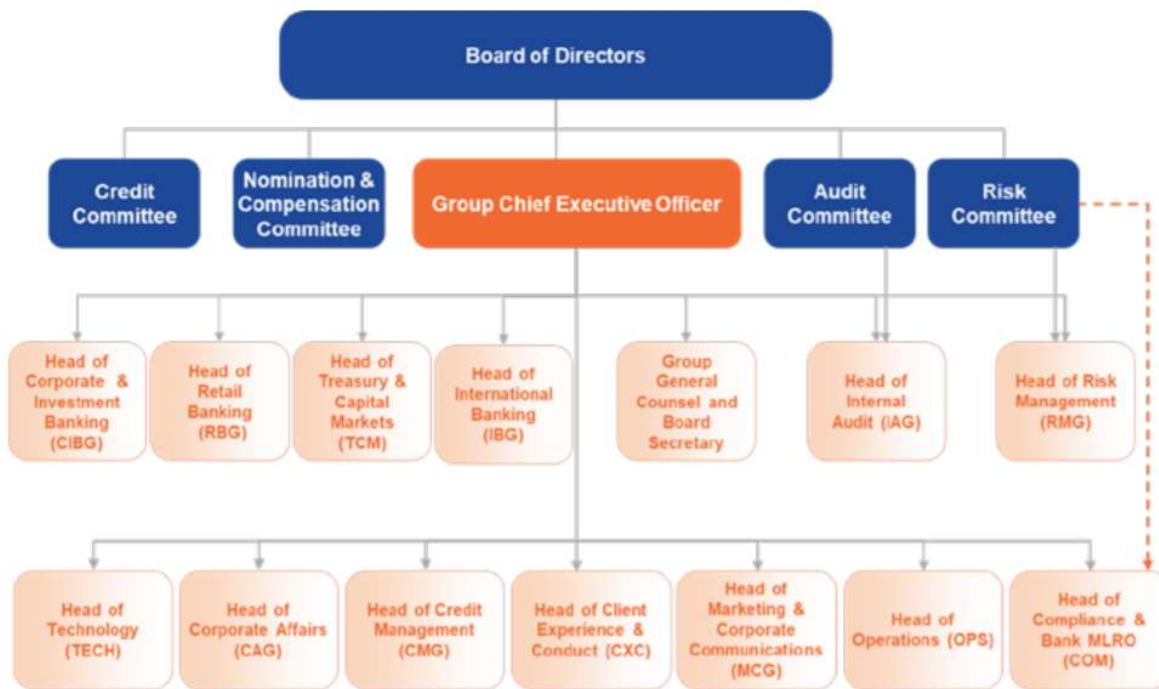 Board of Directors
Credit
Committee
Nomination &
Compensation
Committee
Group Chief Executive Officer
Audit
Committee
Risk
Committee
Head of
Corporate &
Investment
Banking
(CIBG)
Head of
Retail
Banking
(RBG)
Head of
Treasury &
Capital
Markets
(TCM)
Head of
International
Banking
(IBG)
Group
General
Counsel and
Board
Secretary
Head of
Internal
Audit (IAG)
Head of Risk
Management
(RMG)
Head of
Technology
(TECH)
Head of
Corporate Affairs
(CAG)
Head of Credit
Management
(CMG)
Head of Client
Experience &
Conduct (CXC)
Head of
Marketing &
Corporate
Communications
(MCG)
Head of
Operations (OPS)
Head of
Compliance &
Bank MLRO
(COM)